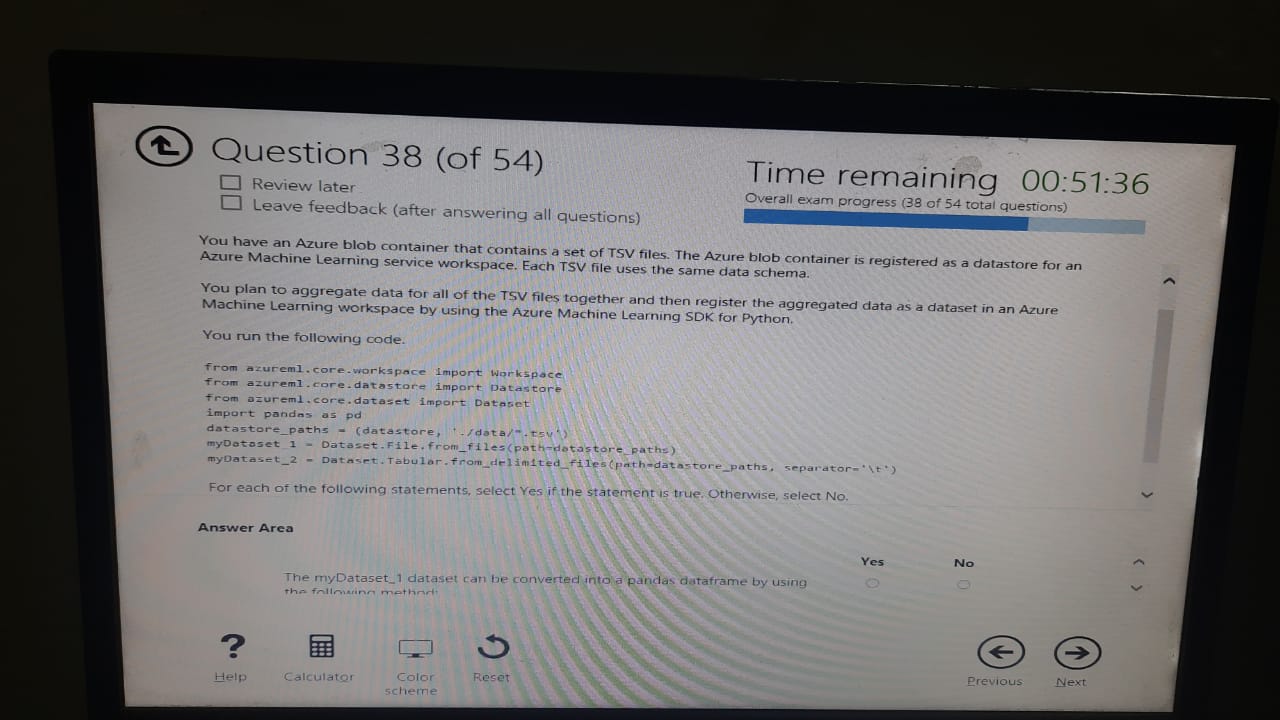 Question 38 (of 54)
Review later
Leave feedback (after answering all questions)
Time remaining 00:51:36
Overall exam progress (38 of 54 total questions)
You have an Azure blob container that contains a set of TSV files. The Azure blob container is registered as a datastore for an
Azure Machine Learning service workspace. Each TSV file uses the same data schema.
You plan to aggregate data for all of the TSV files together and then register the aggregated data as a dataset in an Azure
Machine Learning workspace by using the Azure Machine Learning SDK for Python.
You run the following code.
from azureml.core.workspace import Workspace
from azureml.core.datastore import Datastore
from azureml.core.dataset import Dataset
import pandas as pd
datastore_paths = (datastore, './data/*.tsv')
myDataset_1 = Dataset.File.from_files(path=datastore_paths)
myDataset_2 = Dataset.Tabular.from_delimited_files(path=datastore_paths, separator='\t')
For each of the following statements, select Yes if the statement is true. Otherwise, select No.
Answer Area
Yes No
The myDataset_1 dataset can be converted into a pandas dataframe by using
the following method:
? 
Help Calculator Color scheme Reset Previous Next